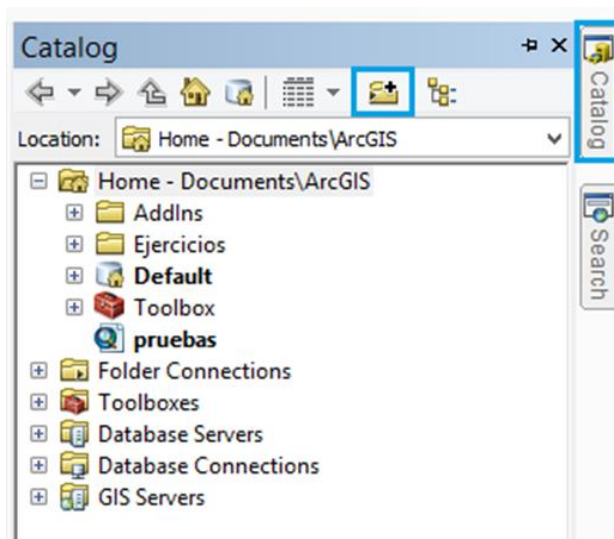 Catalog
Location: Home - Documents\ArcGIS
Home - Documents\ArcGIS
AddIns
Ejercicios
Default
Toolbox
pruebas
Folder Connections
Toolboxes
Database Servers
Database Connections
GIS Servers
Catalog
Search